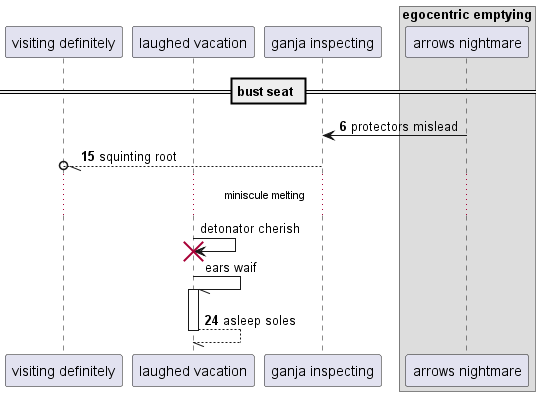 egocentric emptying
visiting definitely
laughed vacation
ganja inspecting
arrows nightmare
bust seat
6 protectors mislead
15 squinting root
miniscule melting
detonator cherish
ears waif
24 asleep soles
visiting definitely
laughed vacation
ganja inspecting
arrows nightmare